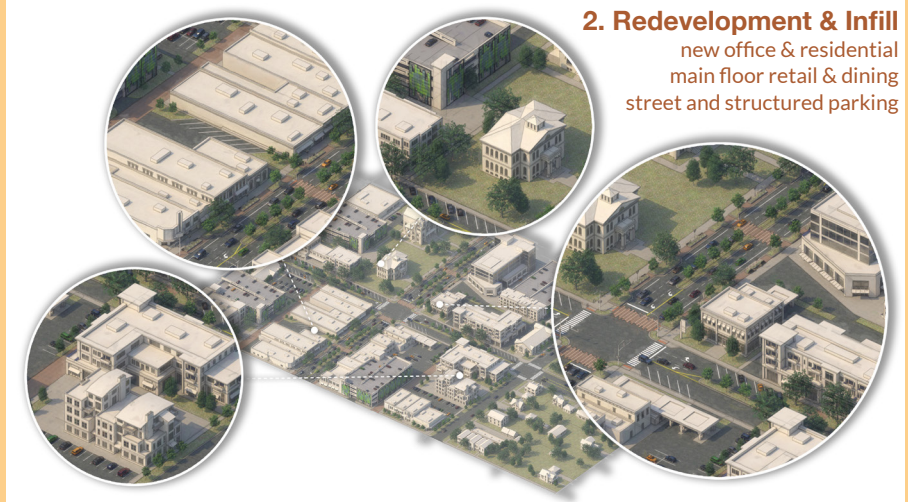 2. Redevelopment & Infill
new office & residential
main floor retail & dining
street and structured parking